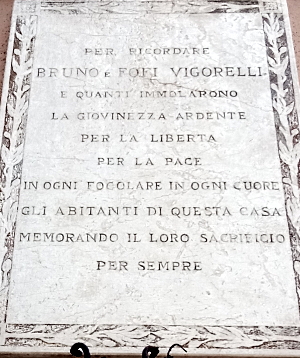 PER RICORDARE
BRUNO E FOFI VIGORELLI
E QUANTI IMMOLARONO
LA GIOVINEZZA ARDENTE
PER LA LIBERTA
PER LA PACE
IN OGNI FOCOLARE IN OGNI CUORE
GLI ABITANTI DI QUESTA CASA
MEMORANDO IL LORO SACRIFICIO
PER SEMPRE